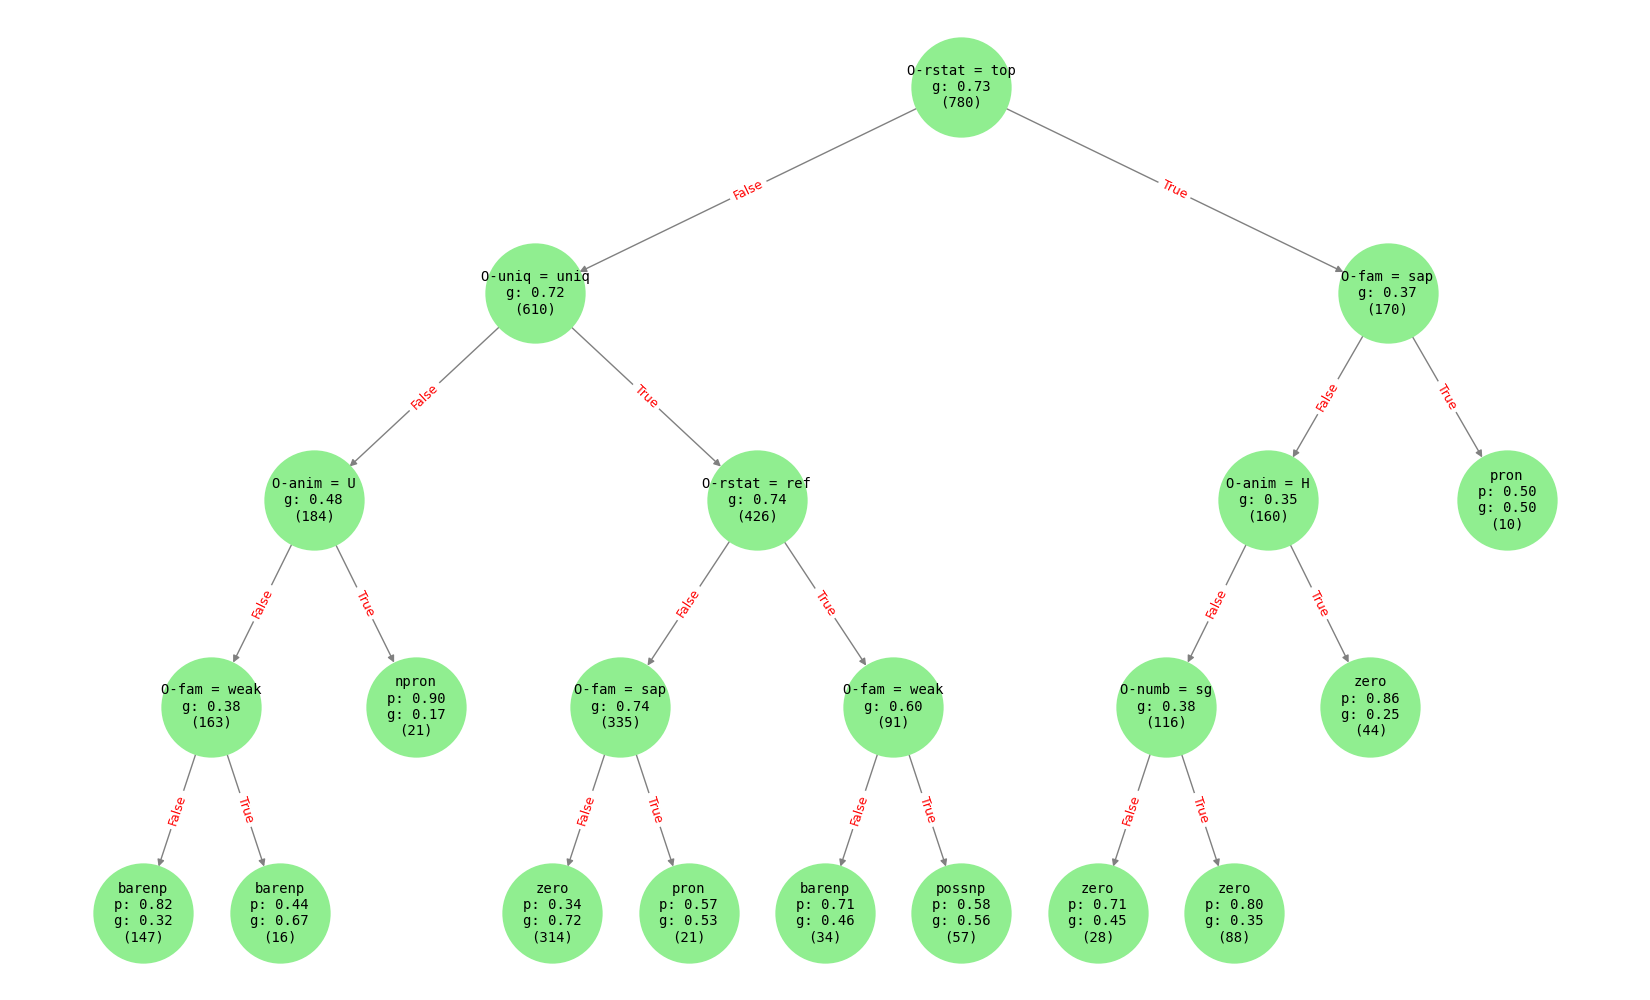 O-rstat = top
g: 0.73
(780)
False
True
O-uniq = uniq
g: 0.72
(610)
O-fam = sap
g: 0.37
(170)
False
True
False
True
O-anim = U
g: 0.48
(184)
O-rstat = ref
g: 0.74
(426)
O-anim = H
g: 0.35
(160)
pron
p: 0.50
g: 0.50
(10)
False
True
False
True
False
True
O-fam = weak
g: 0.38
(163)
npron
p: 0.90
g: 0.17
(21)
O-fam = sap
g: 0.74
(335)
O-fam = weak
g: 0.60
(91)
O-numb = sg
g: 0.38
(116)
zero
p: 0.86
g: 0.25
(44)
False
True
False
True
False
True
False
True
barenp
p: 0.82
g: 0.32
(147)
barenp
p: 0.44
g: 0.67
(16)
zero
p: 0.34
g: 0.72
(314)
pron
p: 0.57
g: 0.53
(21)
barenp
p: 0.71
g: 0.46
(34)
possnp
p: 0.58
g: 0.56
(57)
zero
p: 0.71
g: 0.45
(28)
zero
p: 0.80
g: 0.35
(88)